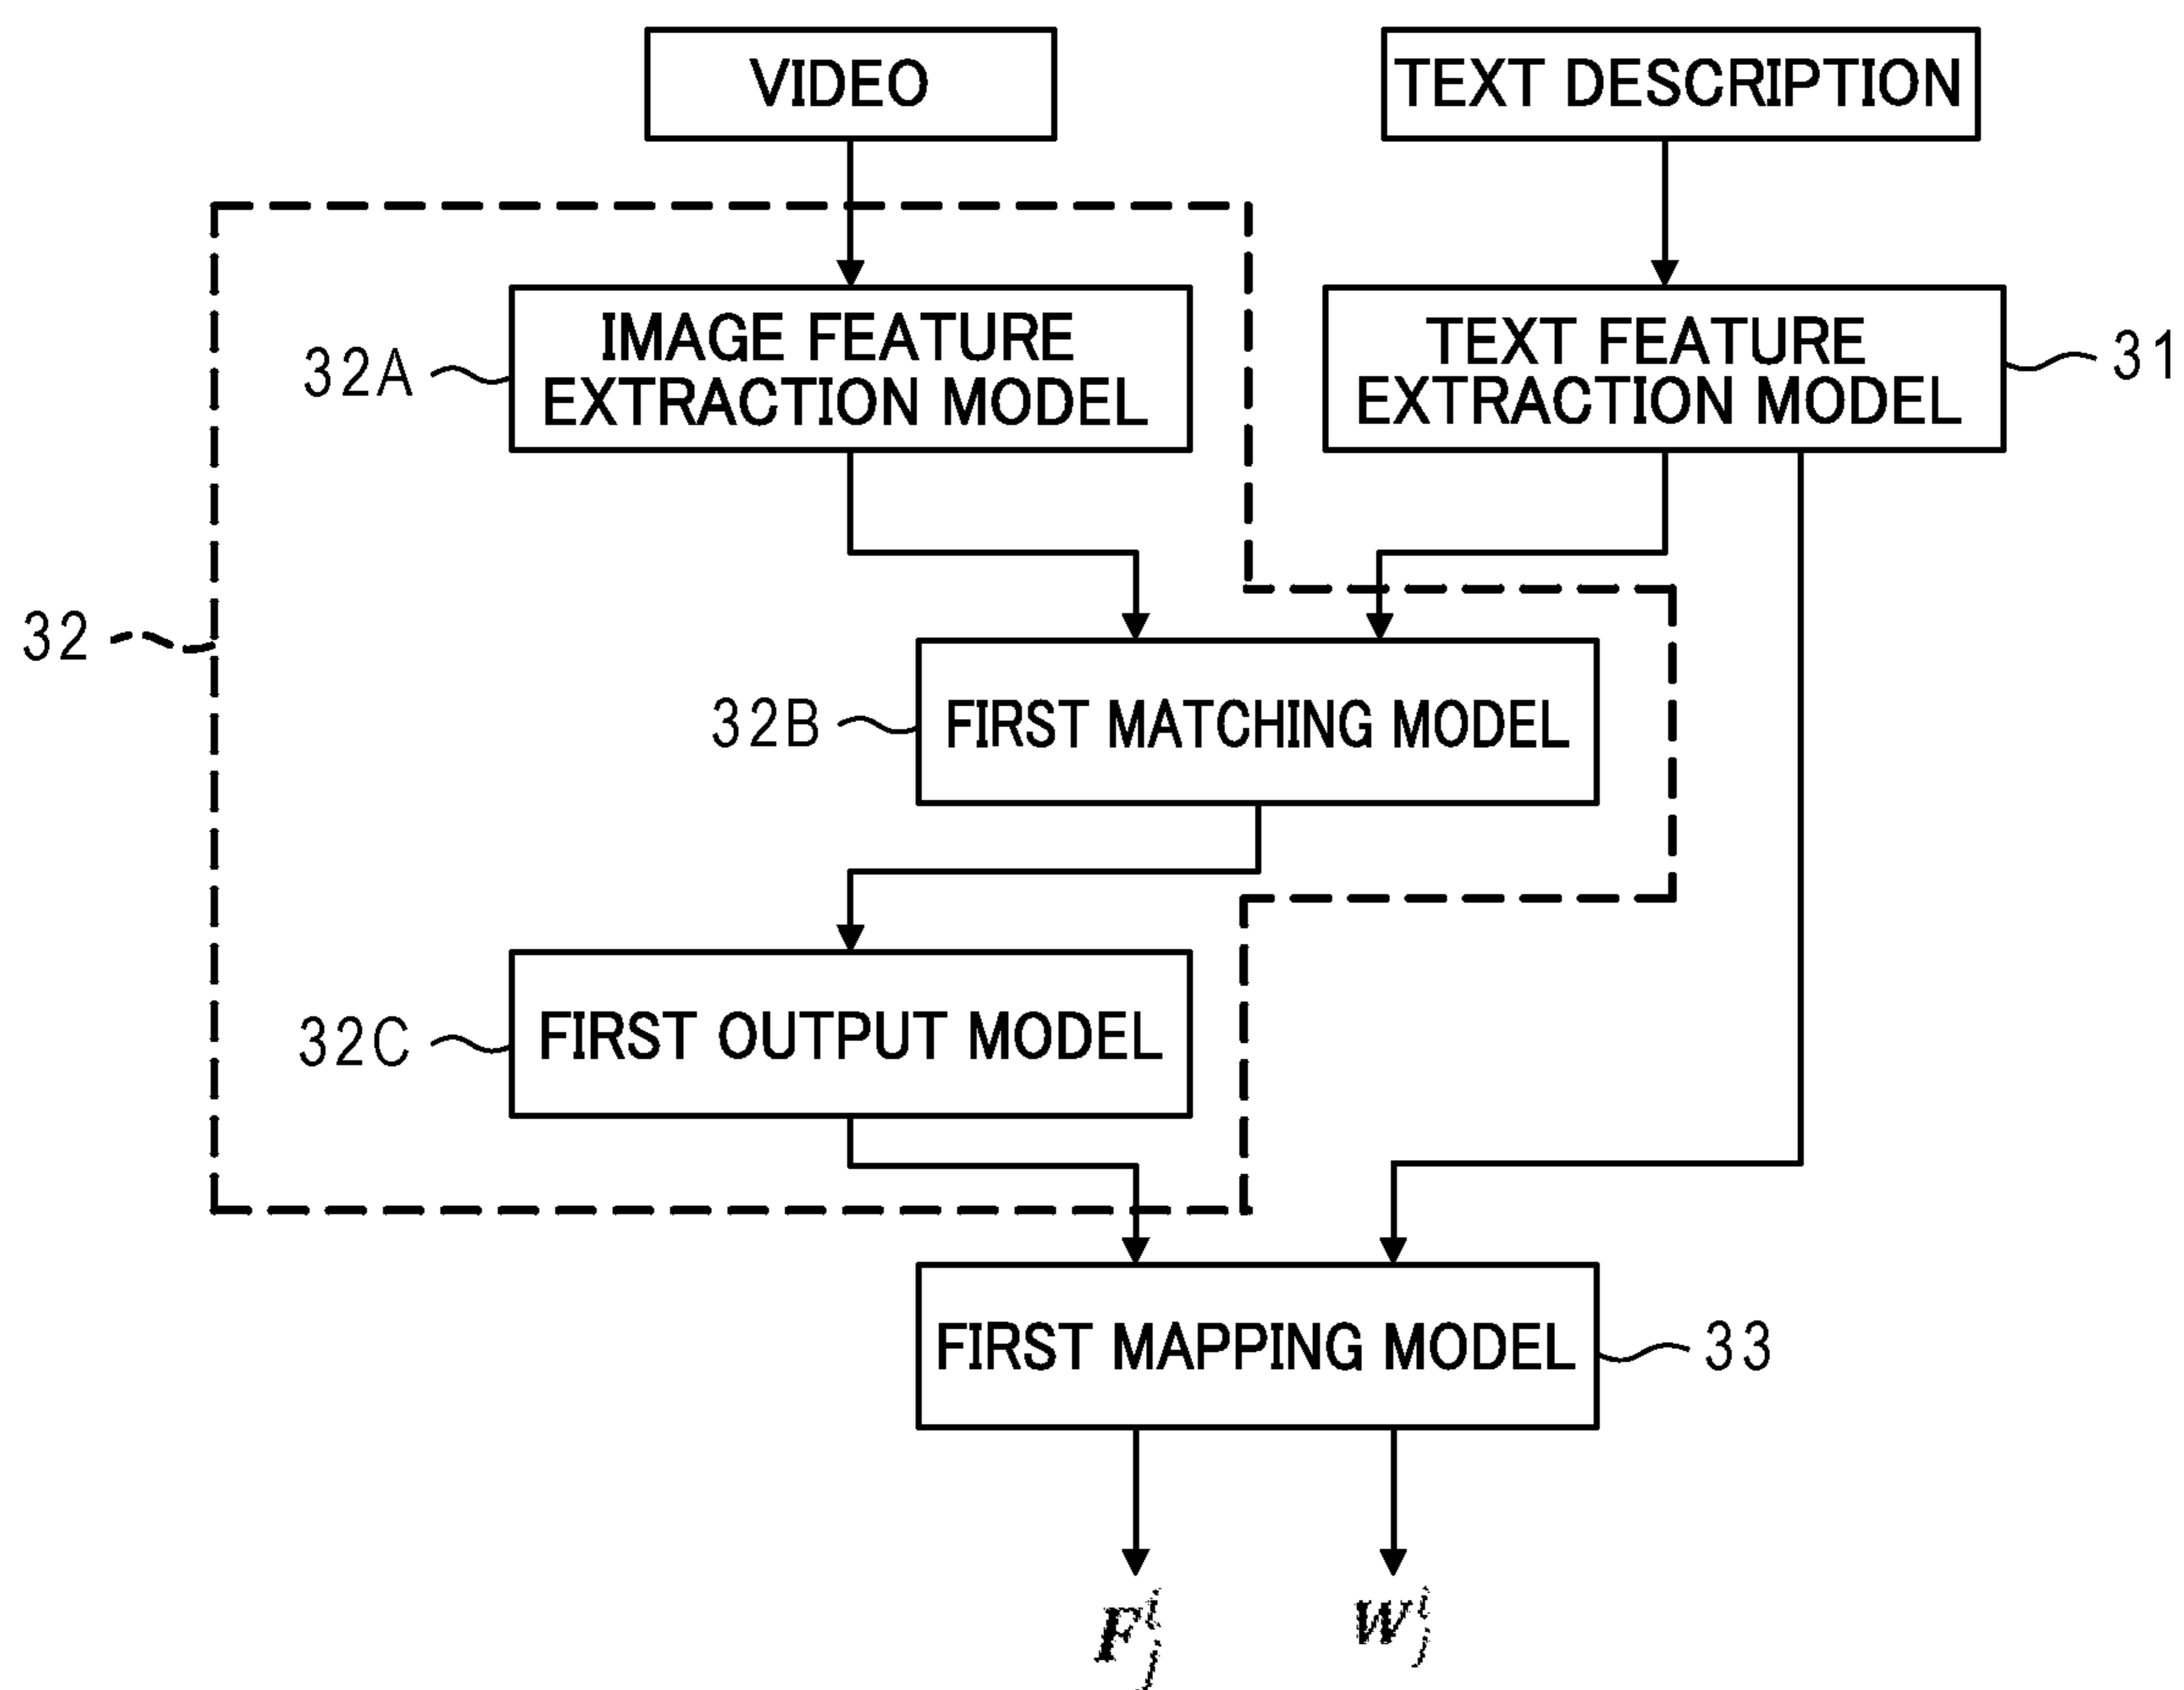 VIDEO
TEXT DESCRIPTION
IMAGE FEATURE
EXTRACTION MODEL
32A
TEXT FEATURE
EXTRACTION MODEL
31
32
32B
FIRST MATCHING MODEL
32C
FIRST OUTPUT MODEL
FIRST MAPPING MODEL
33
F_j^i
W_j^i